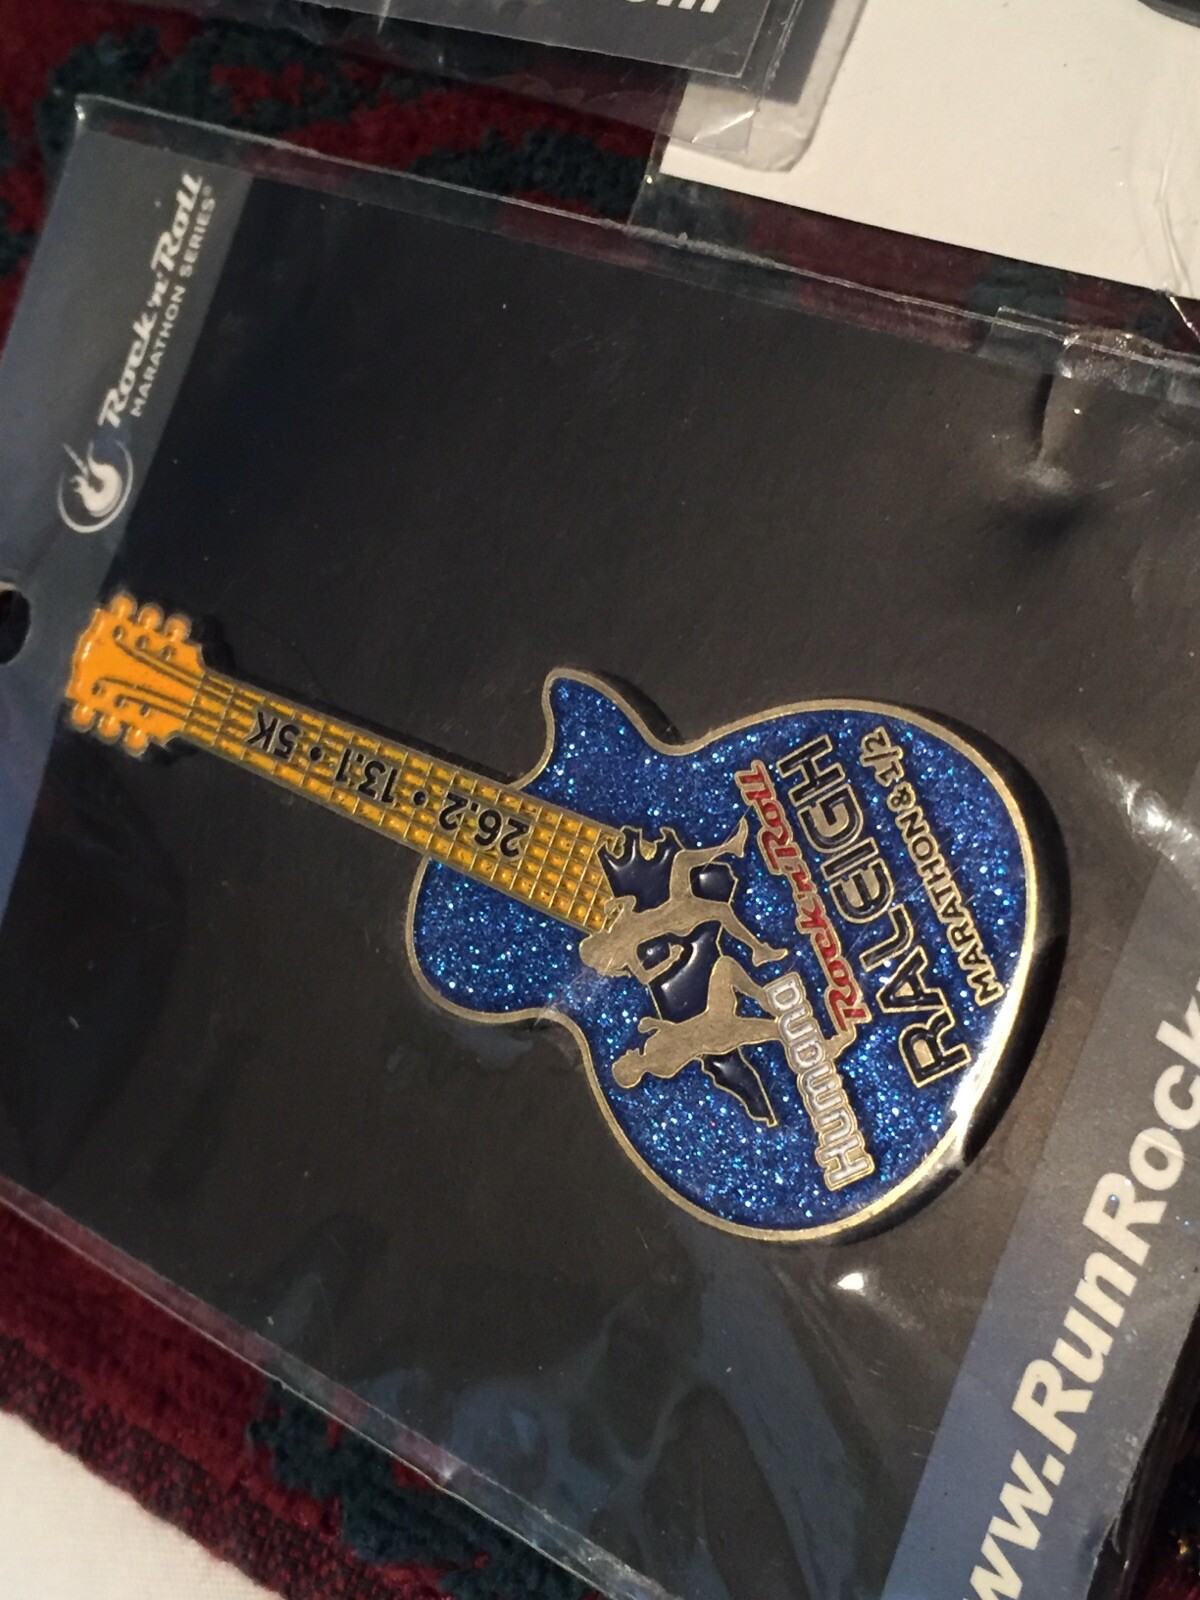 Rock 'n' Roll
MARATHON SERIES®
26.2 • 13.1 • 5K
Humana
Rock 'n' Roll
RALEIGH
MARATHON & 1/2
www.RunRock